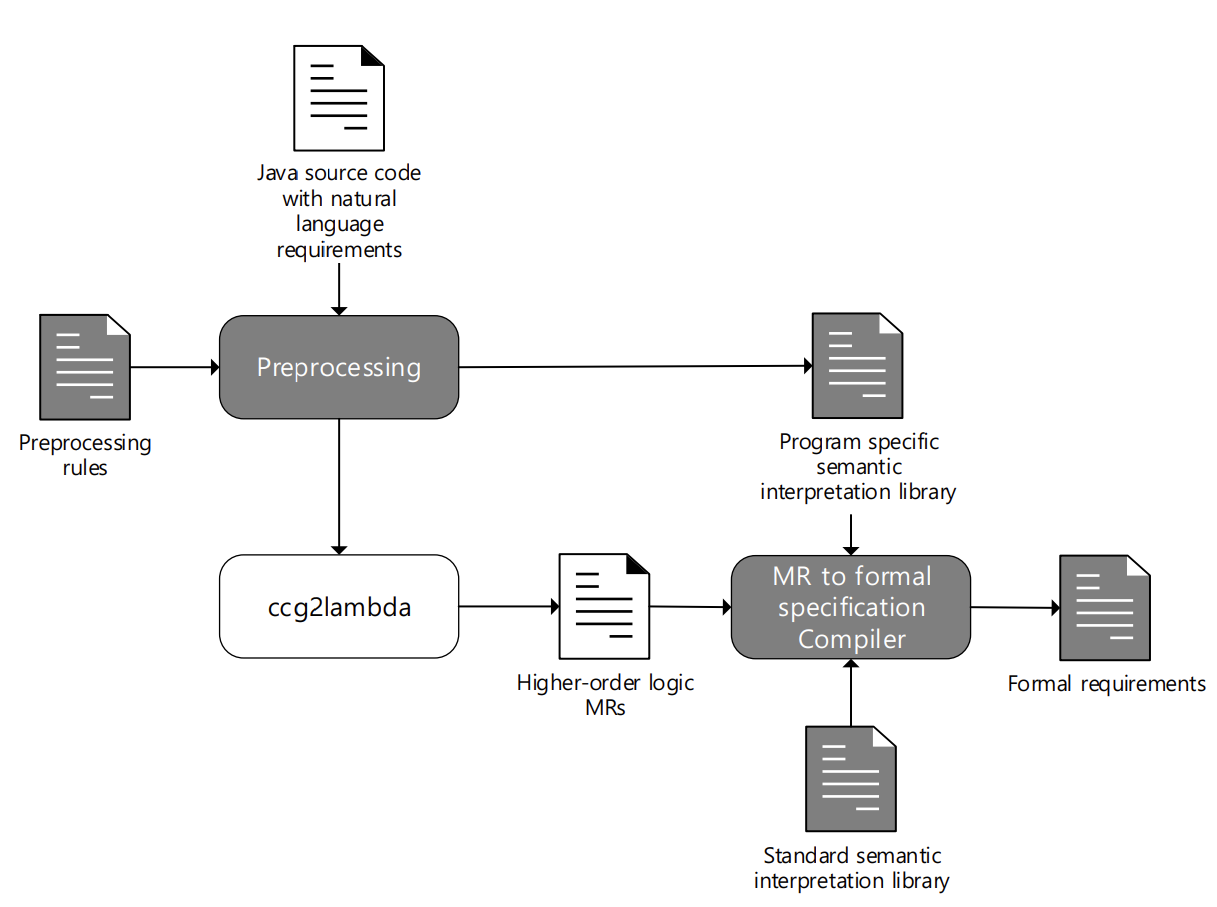 Java source code
with natural
language
requirements
Preprocessing
Preprocessing
rules
Program specific
semantic
interpretation library
ccg2lambda
Higher-order logic
MRs
MR to formal
specification
Compiler
Formal requirements
Standard semantic
interpretation library